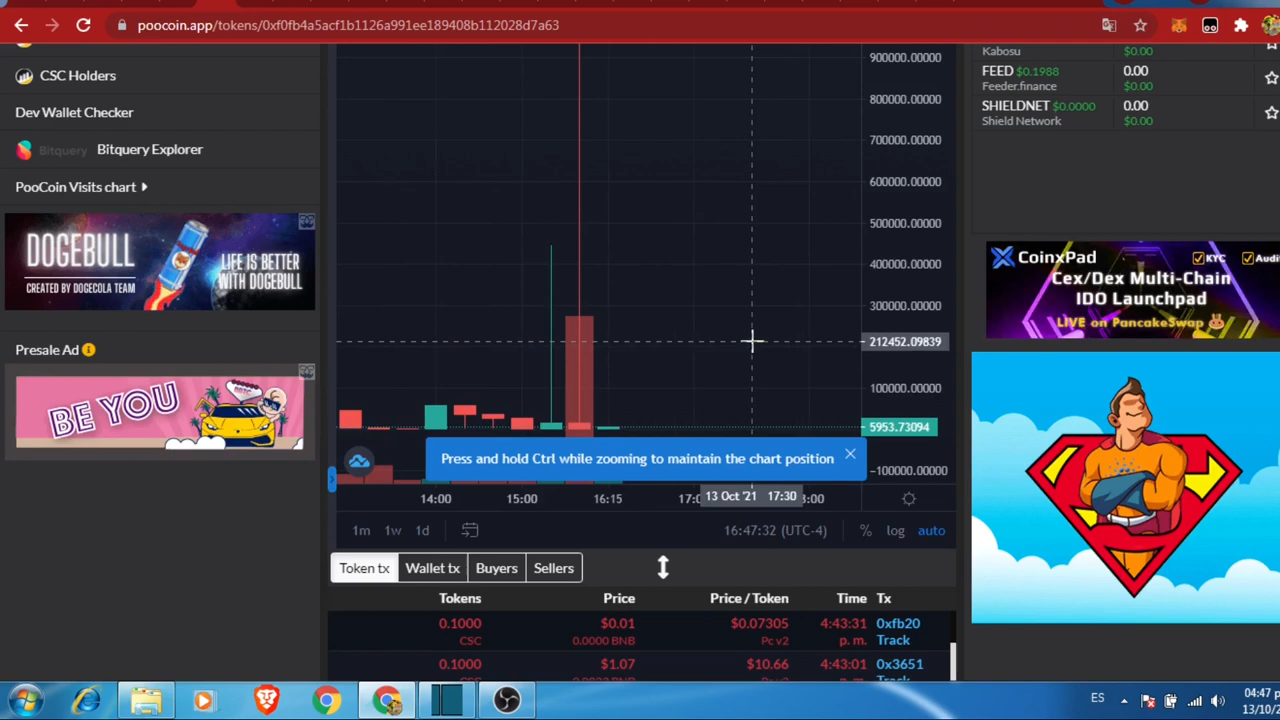 poocoin.app/tokens/0xf0fb4a5acf1b1126a991ee189408b112028d7a63
CSC Holders
Dev Wallet Checker
Bitquery Bitquery Explorer
PooCoin Visits chart
DOGEBULL
CREATED BY DOGECOLA TEAM
LIFE IS BETTER
WITH DOGEBULL
Presale Ad
BE YOU
900000.00000
800000.00000
700000.00000
600000.00000
500000.00000
400000.00000
300000.00000
212452.09839
100000.00000
5953.73094
-100000.00000
Press and hold Ctrl while zooming to maintain the chart position
14:00 15:00 16:15 17:0 13 Oct '21 17:30 3:00
1m 1w 1d 16:47:32 (UTC-4) % log auto
Token tx Wallet tx Buyers Sellers
Tokens Price Price / Token Time Tx
0.1000 $0.01 $0.07305 4:43:31 0xfb20
CSC 0.0000 BNB Pc v2 p. m. Track
0.1000 $1.07 $10.66 4:43:01 0x3651
p. m. Track
Kabosu $0.00
FEED $0.1988 0.00
Feeder.finance $0.00
SHIELDNET $0.0000 0.00
Shield Network $0.00
CoinxPad KYC Audi
Cex/Dex Multi-Chain
IDO Launchpad
LIVE on PancakeSwap
ES 04:47 p
13/10/2